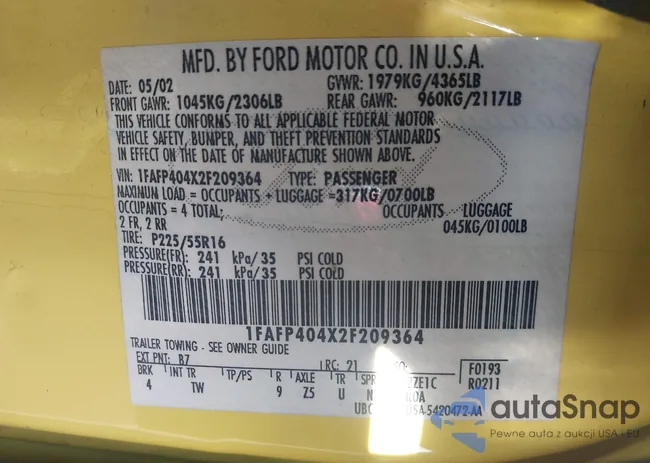 MFD. BY FORD MOTOR CO. IN U.S.A.
DATE: 05/02 GVWR: 1979KG/4365LB
FRONT GAWR: 1045KG/2306LB REAR GAWR: 960KG/2117LB
THIS VEHICLE CONFORMS TO ALL APPLICABLE FEDERAL MOTOR
VEHICLE SAFETY, BUMPER, AND THEFT PREVENTION STANDARDS
IN EFFECT ON THE DATE OF MANUFACTURE SHOWN ABOVE.
VIN: 1FAFP404X2F209364 TYPE: PASSENGER
MAXIMUM LOAD = OCCUPANTS + LUGGAGE = 317KG/0700LB
OCCUPANTS = 4 TOTAL; OCCUPANTS LUGGAGE
2 FR, 2 RR 045KG/0100LB
TIRE: P225/55R16
PRESSURE(FR): 241 kPa/ 35 PSI COLD
PRESSURE(RR): 241 kPa/ 35 PSI COLD
1FAFP404X2F209364
TRAILER TOWING - SEE OWNER GUIDE
EXT PNT: B7 RC: 21 F0193
BRK INT TR TP/PS R AXLE TR SPR R0211
4 TW 9 Z5 U
5420472-AA
autaSnap
Pewne auta z aukcji USA i EU